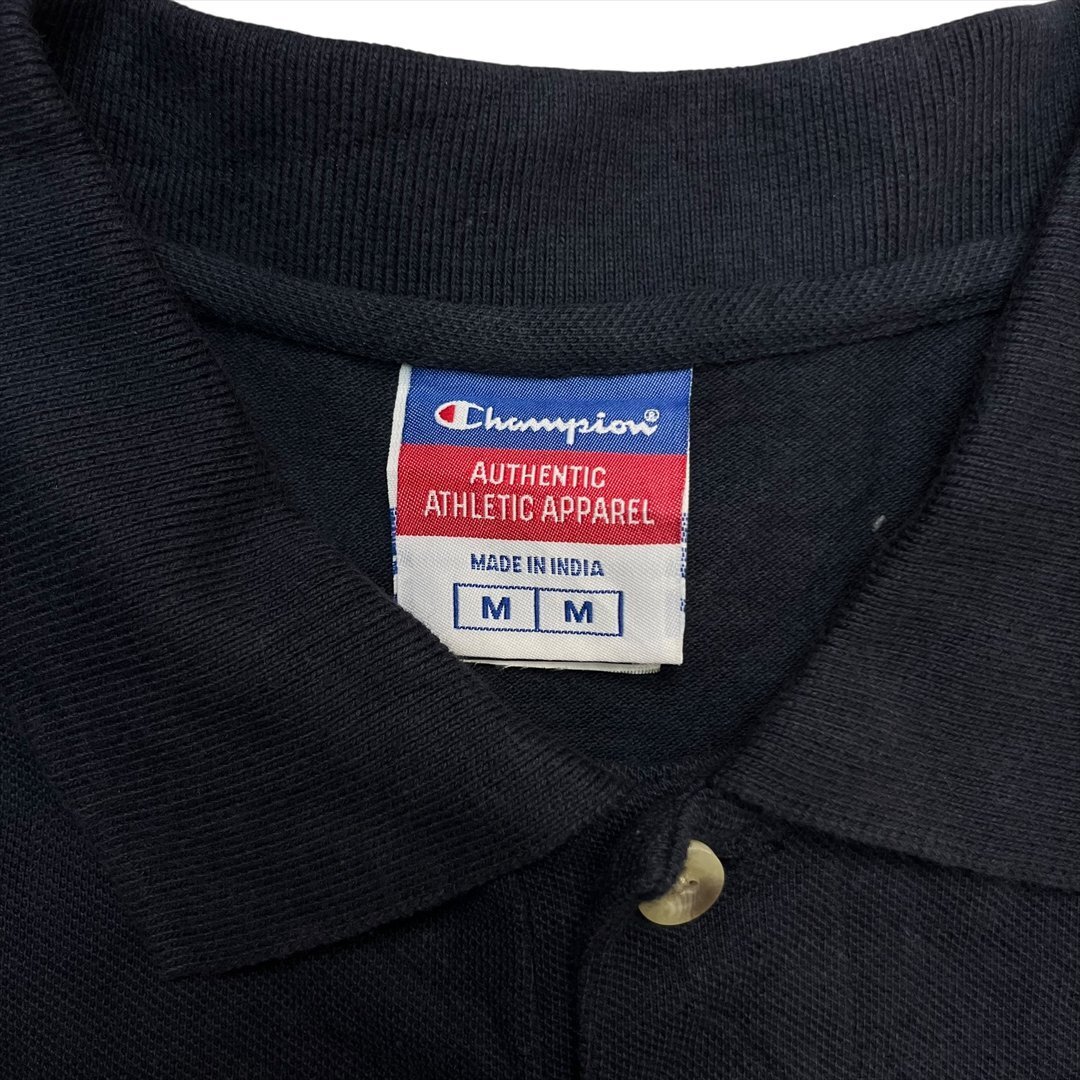 Champion®
AUTHENTIC
ATHLETIC APPAREL
MADE IN INDIA
M M